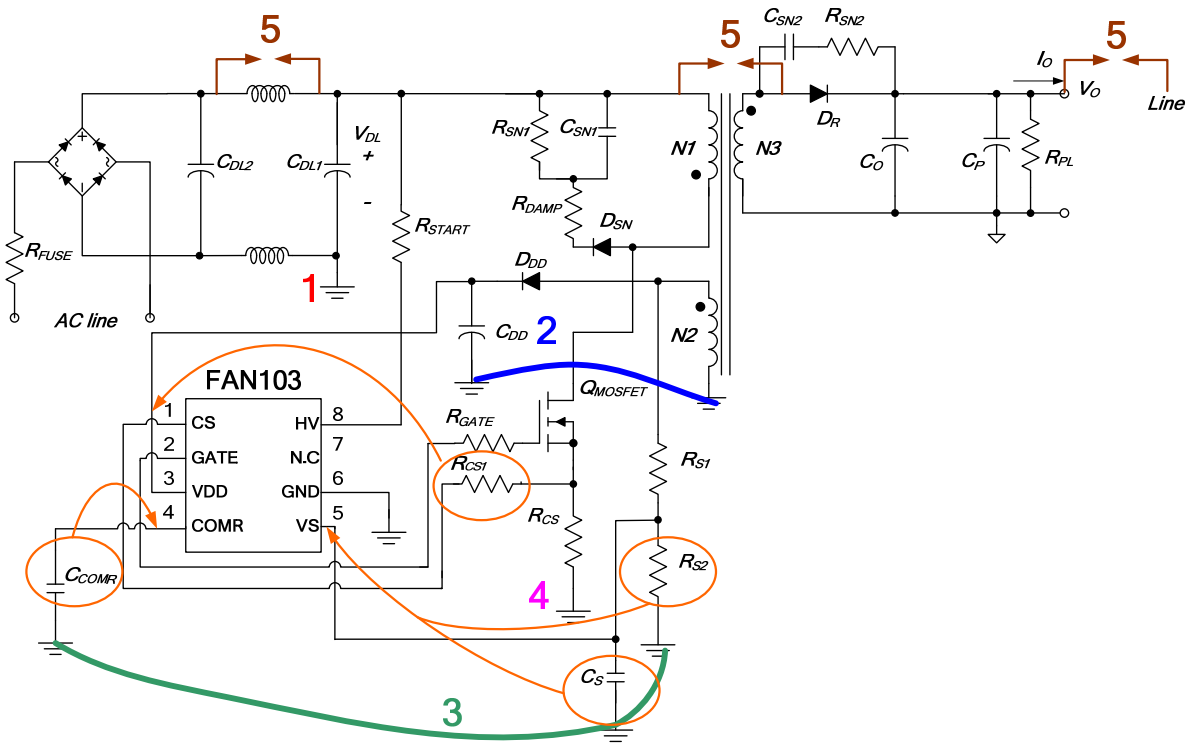 5
5
5
CSN2
RSN2
IO
VO
Line
VDL
+
-
RSN1
CSN1
N1
N3
DR
CDL2
CDL1
CO
CP
RPL
+
-
~
~
RDAMP
DSN
RSTART
RFUSE
DDD
1
AC line
CDD
2
N2
FAN103
QMOSFET
1
CS
HV
8
RGATE
2
GATE
N.C
7
RCS1
RS1
3
VDD
GND
6
4
COMR
VS
5
RCS
CCOMR
RS2
4
CS
3